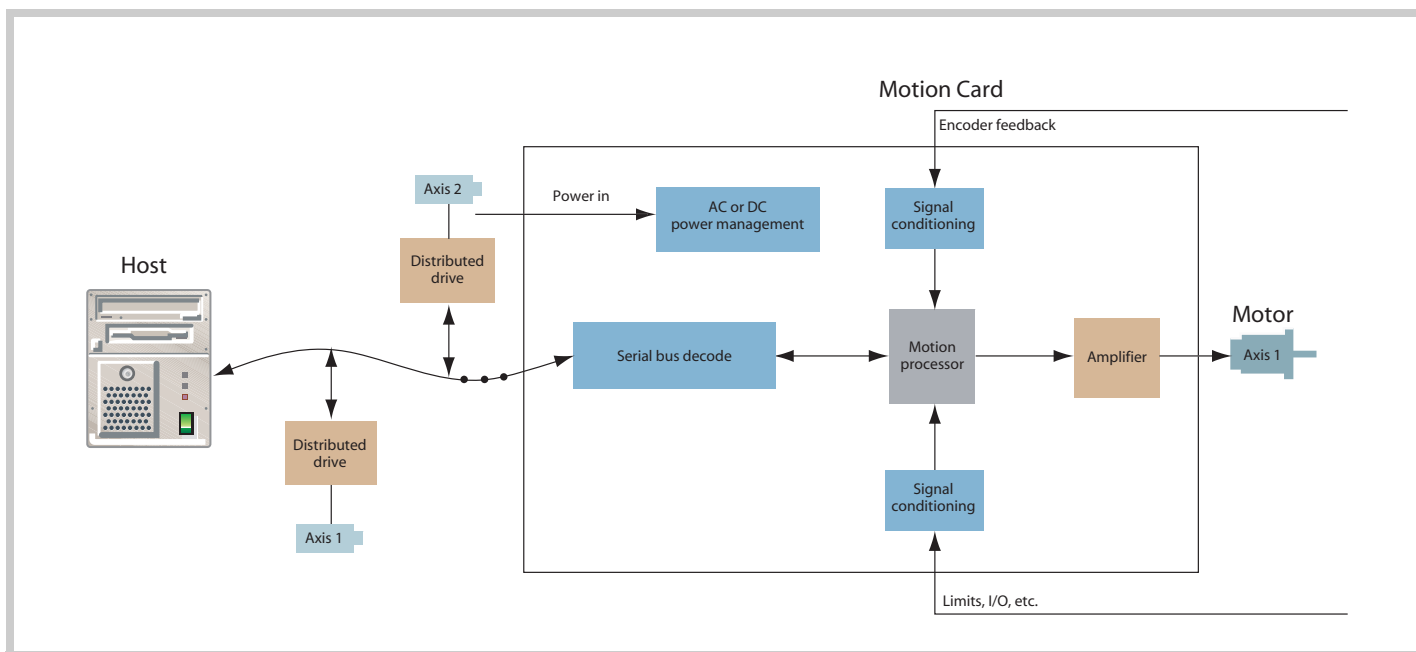 Motion Card
Encoder feedback
Axis 2
Power in
AC or DC
power management
Signal
conditioning
Host
Distributed
drive
Serial bus decode
Motion
processor
Amplifier
Motor
Axis 1
Distributed
drive
Axis 1
Signal
conditioning
Limits, I/O, etc.